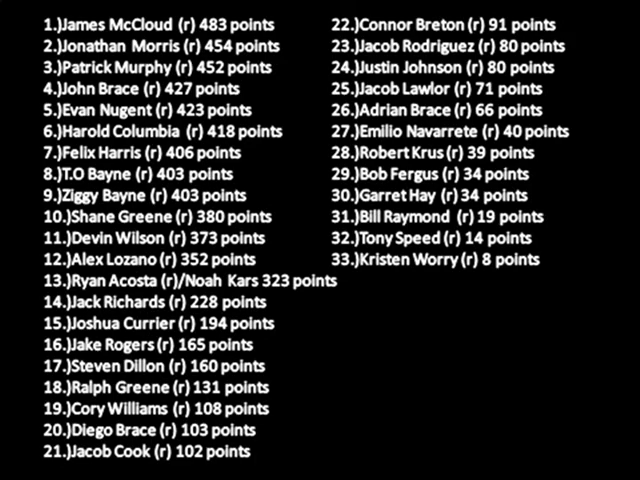 1.)James McCloud (r) 483 points
2.)Jonathan Morris (r) 454 points
3.)Patrick Murphy (r) 452 points
4.)John Brace (r) 427 points
5.)Evan Nugent (r) 423 points
6.)Harold Columbia (r) 418 points
7.)Felix Harris (r) 406 points
8.)T.O Bayne (r) 403 points
9.)Ziggy Bayne (r) 403 points
10.)Shane Greene (r) 380 points
11.)Devin Wilson (r) 373 points
12.)Alex Lozano (r) 352 points
13.)Ryan Acosta (r)/Noah Kars 323 points
14.)Jack Richards (r) 228 points
15.)Joshua Currier (r) 194 points
16.)Jake Rogers (r) 165 points
17.)Steven Dillon (r) 160 points
18.)Ralph Greene (r) 131 points
19.)Cory Williams (r) 108 points
20.)Diego Brace (r) 103 points
21.)Jacob Cook (r) 102 points
22.)Connor Breton (r) 91 points
23.)Jacob Rodriguez (r) 80 points
24.)Justin Johnson (r) 80 points
25.)Jacob Lawlor (r) 71 points
26.)Adrian Brace (r) 66 points
27.)Emilio Navarrete (r) 40 points
28.)Robert Krus (r) 39 points
29.)Bob Fergus (r) 34 points
30.)Garret Hay (r) 34 points
31.)Bill Raymond (r) 19 points
32.)Tony Speed (r) 14 points
33.)Kristen Worry (r) 8 points